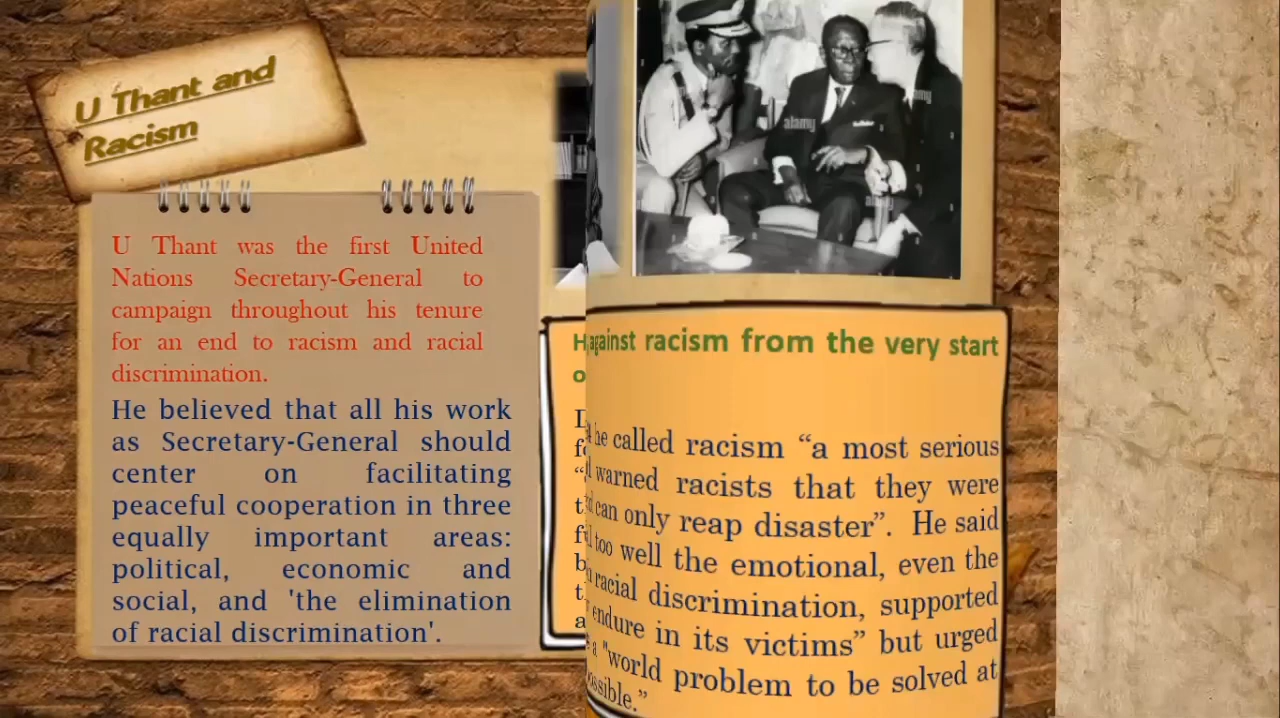 U Thant and
Racism
U Thant was the first United
Nations Secretary-General to
campaign throughout his tenure
for an end to racism and racial
discrimination.
He believed that all his work
as Secretary-General should
center on facilitating
peaceful cooperation in three
equally important areas:
political, economic and
social, and 'the elimination
of racial discrimination'.
alamy
alamy
against racism from the very start
he called racism “a most serious
warned racists that they were
can only reap disaster”. He said
too well the emotional, even the
racial discrimination, supported
endure in its victims” but urged
a "world problem to be solved at